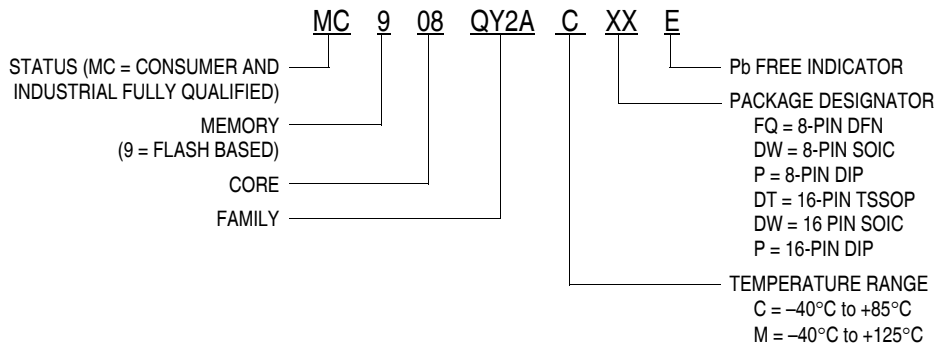 MC 9 08 QY2A C XX E
STATUS (MC = CONSUMER AND
INDUSTRIAL FULLY QUALIFIED)
MEMORY
(9 = FLASH BASED)
CORE
FAMILY
Pb FREE INDICATOR
PACKAGE DESIGNATOR
FQ = 8-PIN DFN
DW = 8-PIN SOIC
P = 8-PIN DIP
DT = 16-PIN TSSOP
DW = 16 PIN SOIC
P = 16-PIN DIP
TEMPERATURE RANGE
C = –40°C to +85°C
M = –40°C to +125°C